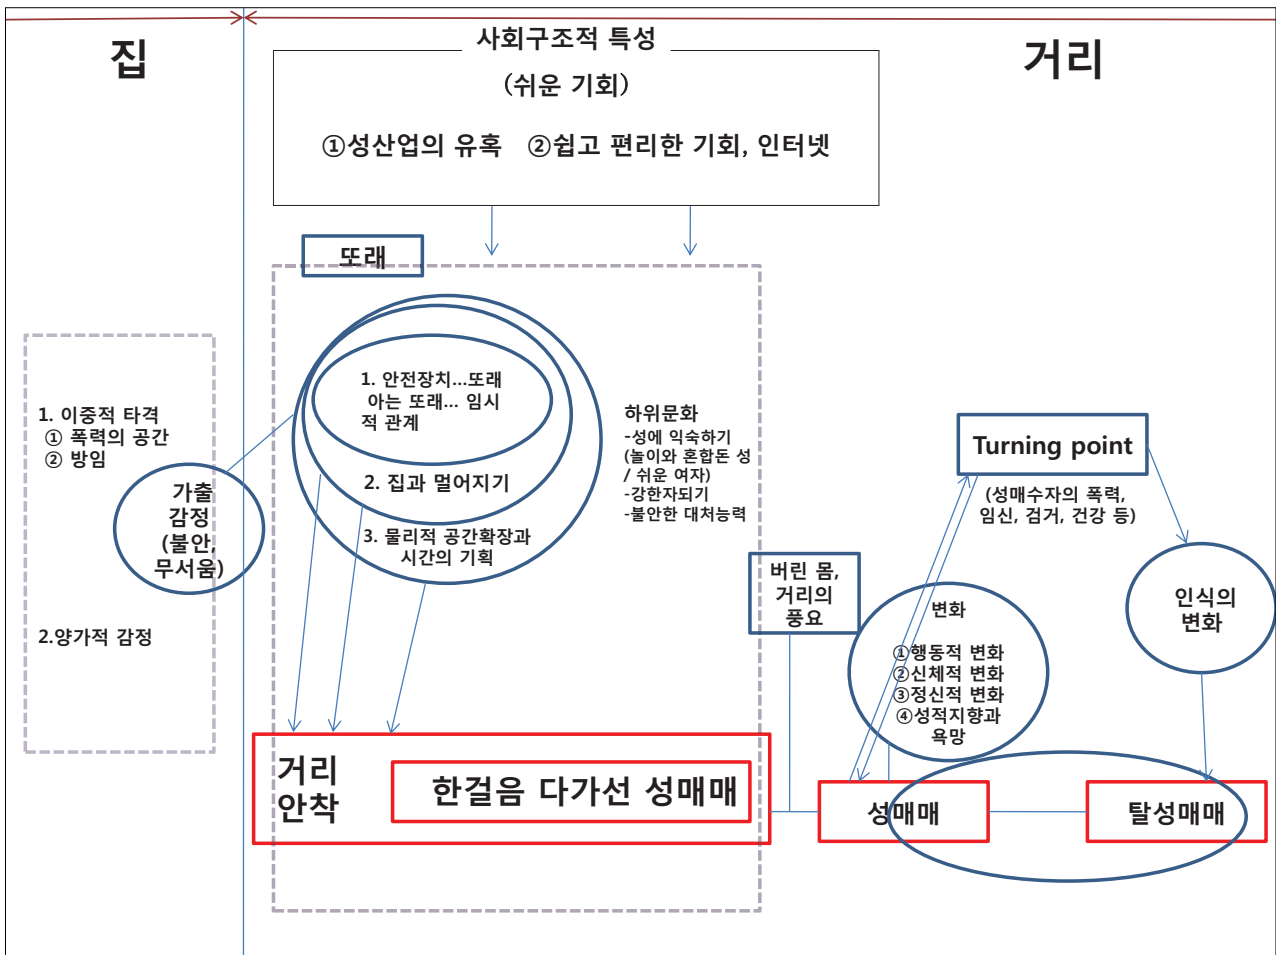 집
사회구조적 특성
(쉬운 기회)
①성산업의 유혹 ②쉽고 편리한 기회, 인터넷
거리
또래
1. 안전장치...또래
아는 또래... 임시
적 관계
2. 집과 멀어지기
3. 물리적 공간확장과
시간의 기획
하위문화
-성에 익숙하기
(놀이와 혼합돈 성
/ 쉬운 여자)
-강한자되기
-불안한 대처능력
1. 이중적 타격
① 폭력의 공간
② 방임
가출
감정
(불안,
무서움)
2.양가적 감정
Turning point
(성매수자의 폭력,
임신, 검거, 건강 등)
버린 몸,
거리의
풍요
변화
①행동적 변화
②신체적 변화
③정신적 변화
④성적지향과
욕망
인식의
변화
거리
안착
한걸음 다가선 성매매
성매매
탈성매매